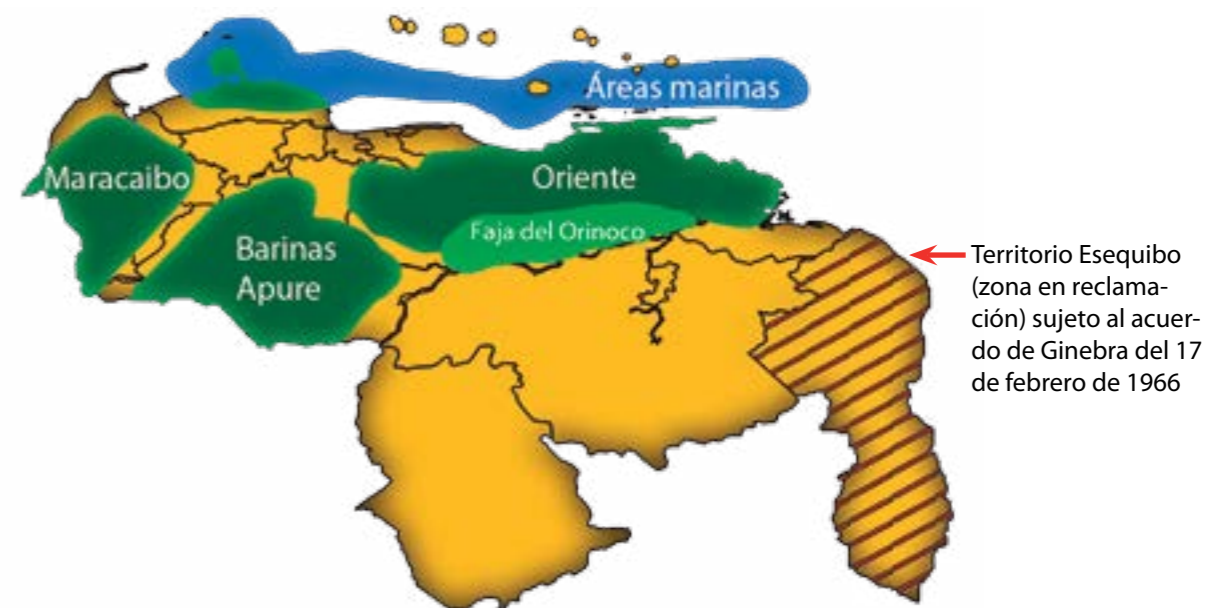 Áreas marinas
Maracaibo
Oriente
Faja del Orinoco
Barinas
Apure
Territorio Esequibo
(zona en reclama-
ción) sujeto al acuer-
do de Ginebra del 17
de febrero de 1966